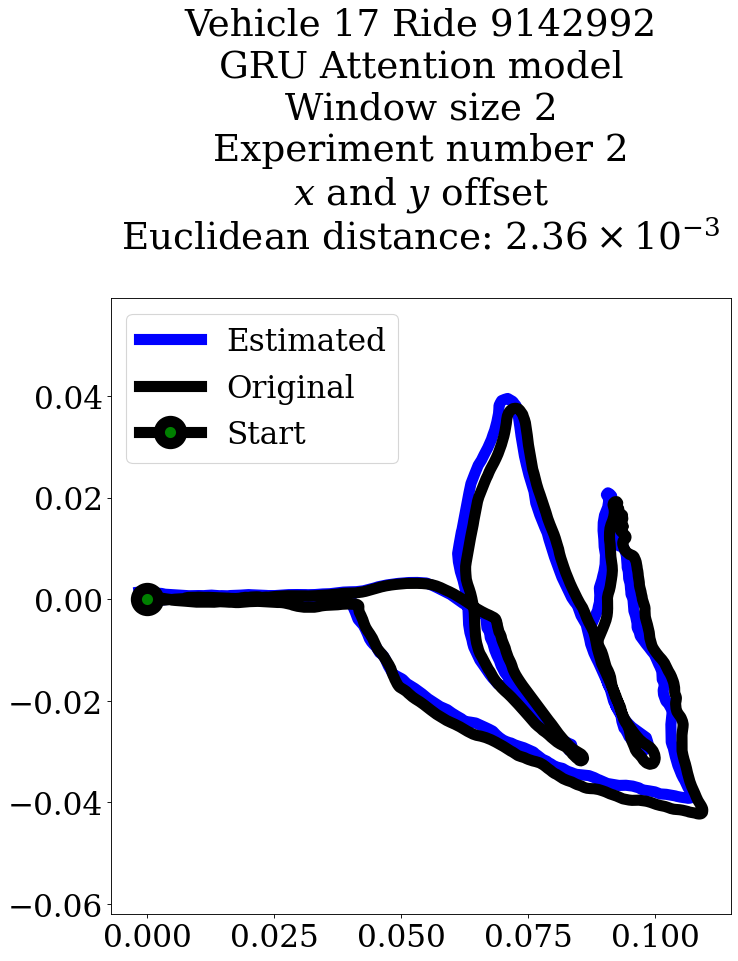 Vehicle 17 Ride 9142992
GRU Attention model
Window size 2
Experiment number 2
x and y offset
Euclidean distance: 2.36 × 10⁻³
Estimated
Original
Start
0.04
0.02
0.00
−0.02
−0.04
−0.06
0.000 0.025 0.050 0.075 0.100